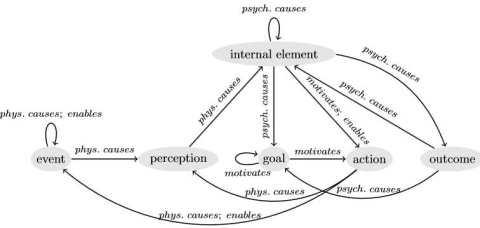 psych. causes
internal element
psych. causes
phys. causes
psych. causes
motivates; enables
psych. causes
phys. causes; enables
event
phys. causes
perception
goal
motivates
action
outcome
motivates
phys. causes
psych. causes
phys. causes; enables